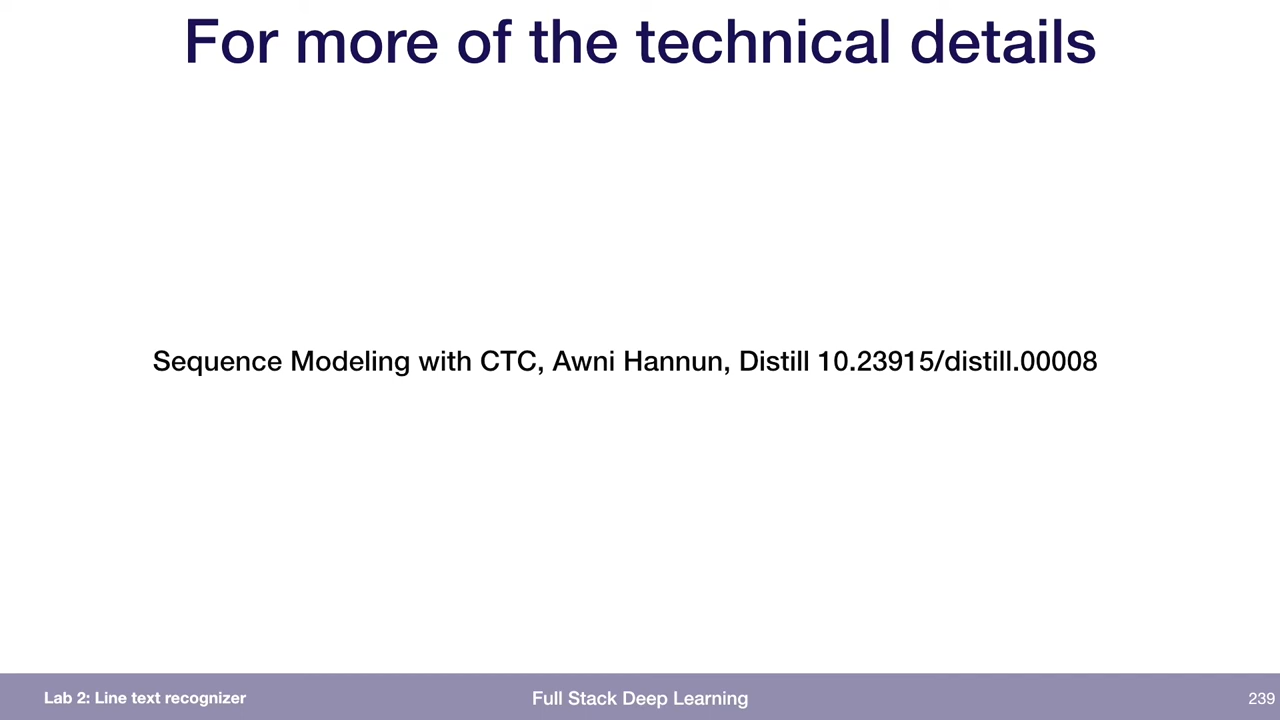 For more of the technical details
Sequence Modeling with CTC, Awni Hannun, Distill 10.23915/distill.00008
Lab 2: Line text recognizer
Full Stack Deep Learning
239